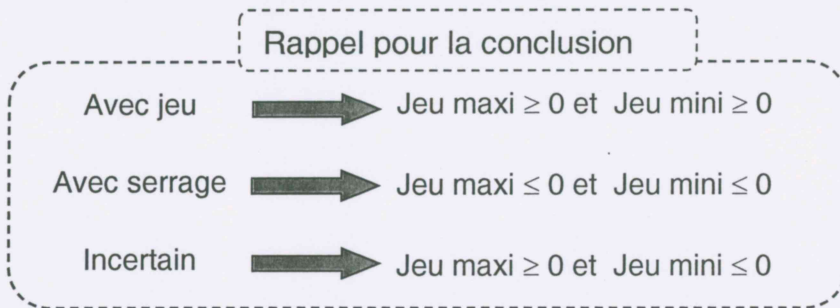 Rappel pour la conclusion
Avec jeu Jeu maxi ≥ 0 et Jeu mini ≥ 0
Avec serrage Jeu maxi ≤ 0 et Jeu mini ≤ 0
Incertain Jeu maxi ≥ 0 et Jeu mini ≤ 0